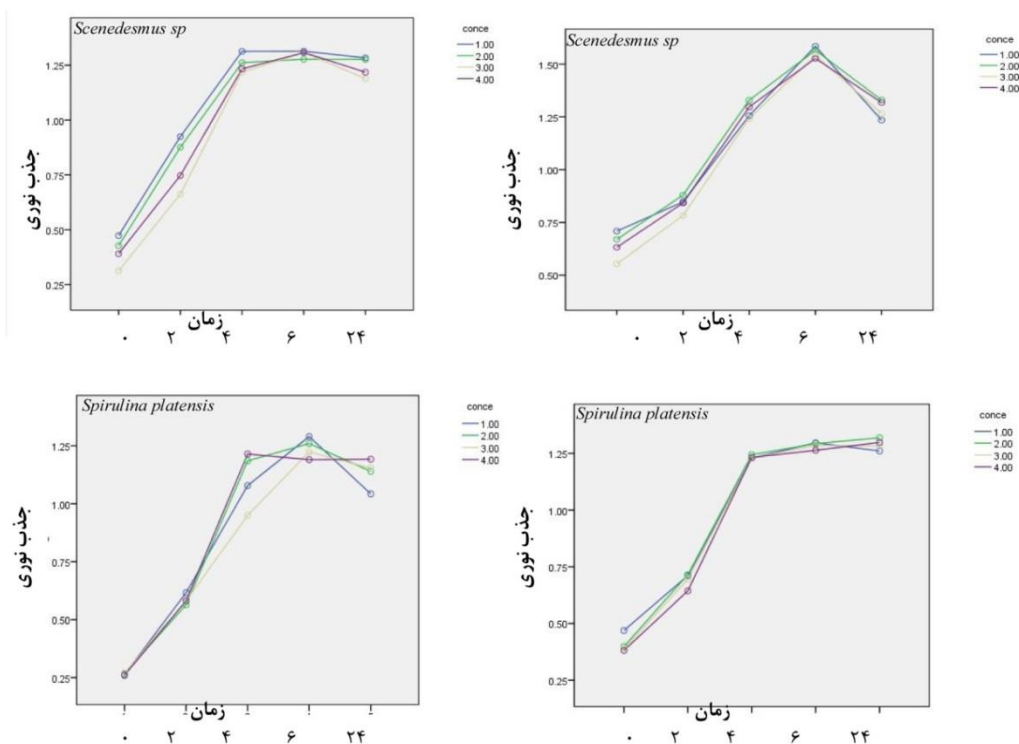 Scenedesmus sp
conce
1.00
2.00
3.00
4.00
1.25
1.00
0.75
0.50
0.25
جذب نوری
زمان
۰ ۲ ۴ ۶ ۲۴
Scenedesmus sp
conce
1.00
2.00
3.00
4.00
1.50
1.25
1.00
0.75
0.50
جذب نوری
زمان
۰ ۲ ۴ ۶ ۲۴
Spirulina platensis
conce
1.00
2.00
3.00
4.00
1.25
1.00
0.75
0.50
0.25
جذب نوری
زمان
۰ ۲ ۴ ۶ ۲۴
Spirulina platensis
conce
1.00
2.00
3.00
4.00
1.25
1.00
0.75
0.50
0.25
جذب نوری
زمان
۰ ۲ ۴ ۶ ۲۴